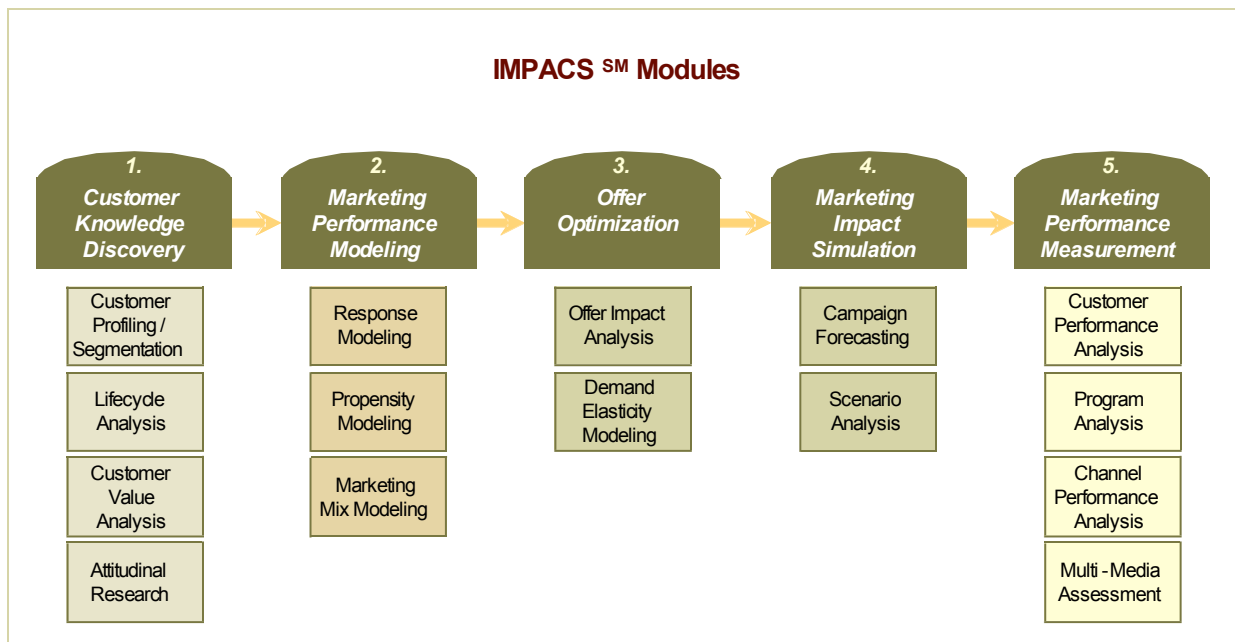 IMPACS SM Modules
1.
Customer
Knowledge
Discovery
2.
Marketing
Performance
Modeling
3.
Offer
Optimization
4.
Marketing
Impact
Simulation
5.
Marketing
Performance
Measurement
Customer
Profiling /
Segmentation
Lifecycle
Analysis
Customer
Value
Analysis
Attitudinal
Research
Response
Modeling
Propensity
Modeling
Marketing
Mix Modeling
Offer Impact
Analysis
Demand
Elasticity
Modeling
Campaign
Forecasting
Scenario
Analysis
Customer
Performance
Analysis
Program
Analysis
Channel
Performance
Analysis
Multi -Media
Assessment